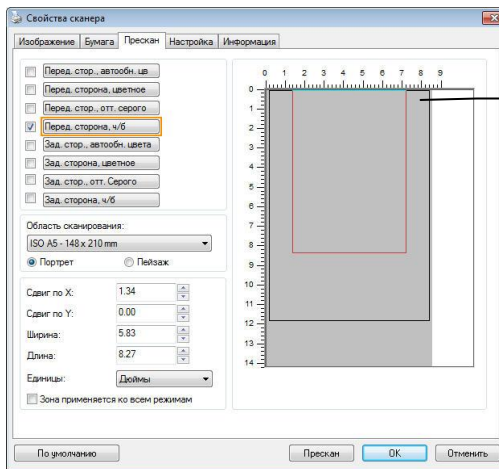 Свойства сканера
Изображение Бумага Прескан Настройка Информация
Перед. стор., автообн. цв
Перед. сторона, цветное
Перед. стор., отт. серого
Перед. сторона, ч/б
Зад. стор., автообн. цвета
Зад. сторона, цветное
Зад. стор., отт. Серого
Зад. сторона, ч/б
Область сканирования:
ISO A5 - 148 x 210 mm
Портрет Пейзаж
Сдвиг по X: 1.34
Сдвиг по Y: 0.00
Ширина: 5.83
Длина: 8.27
Единицы: Дюймы
Зона применяется ко всем режимам
0 1 2 3 4 5 6 7 8 9
0
1
2
3
4
5
6
7
8
9
10
11
12
13
14
По умолчанию Прескан OK Отменить